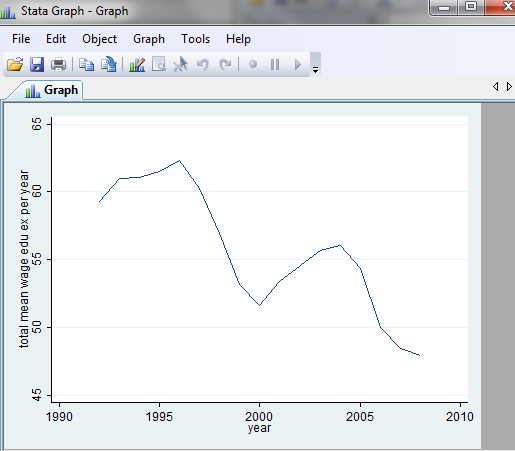 Stata Graph - Graph
File Edit Object Graph Tools Help
Graph
total mean wage edu ex per year
65
60
55
50
45
1990 1995 2000 2005 2010
year